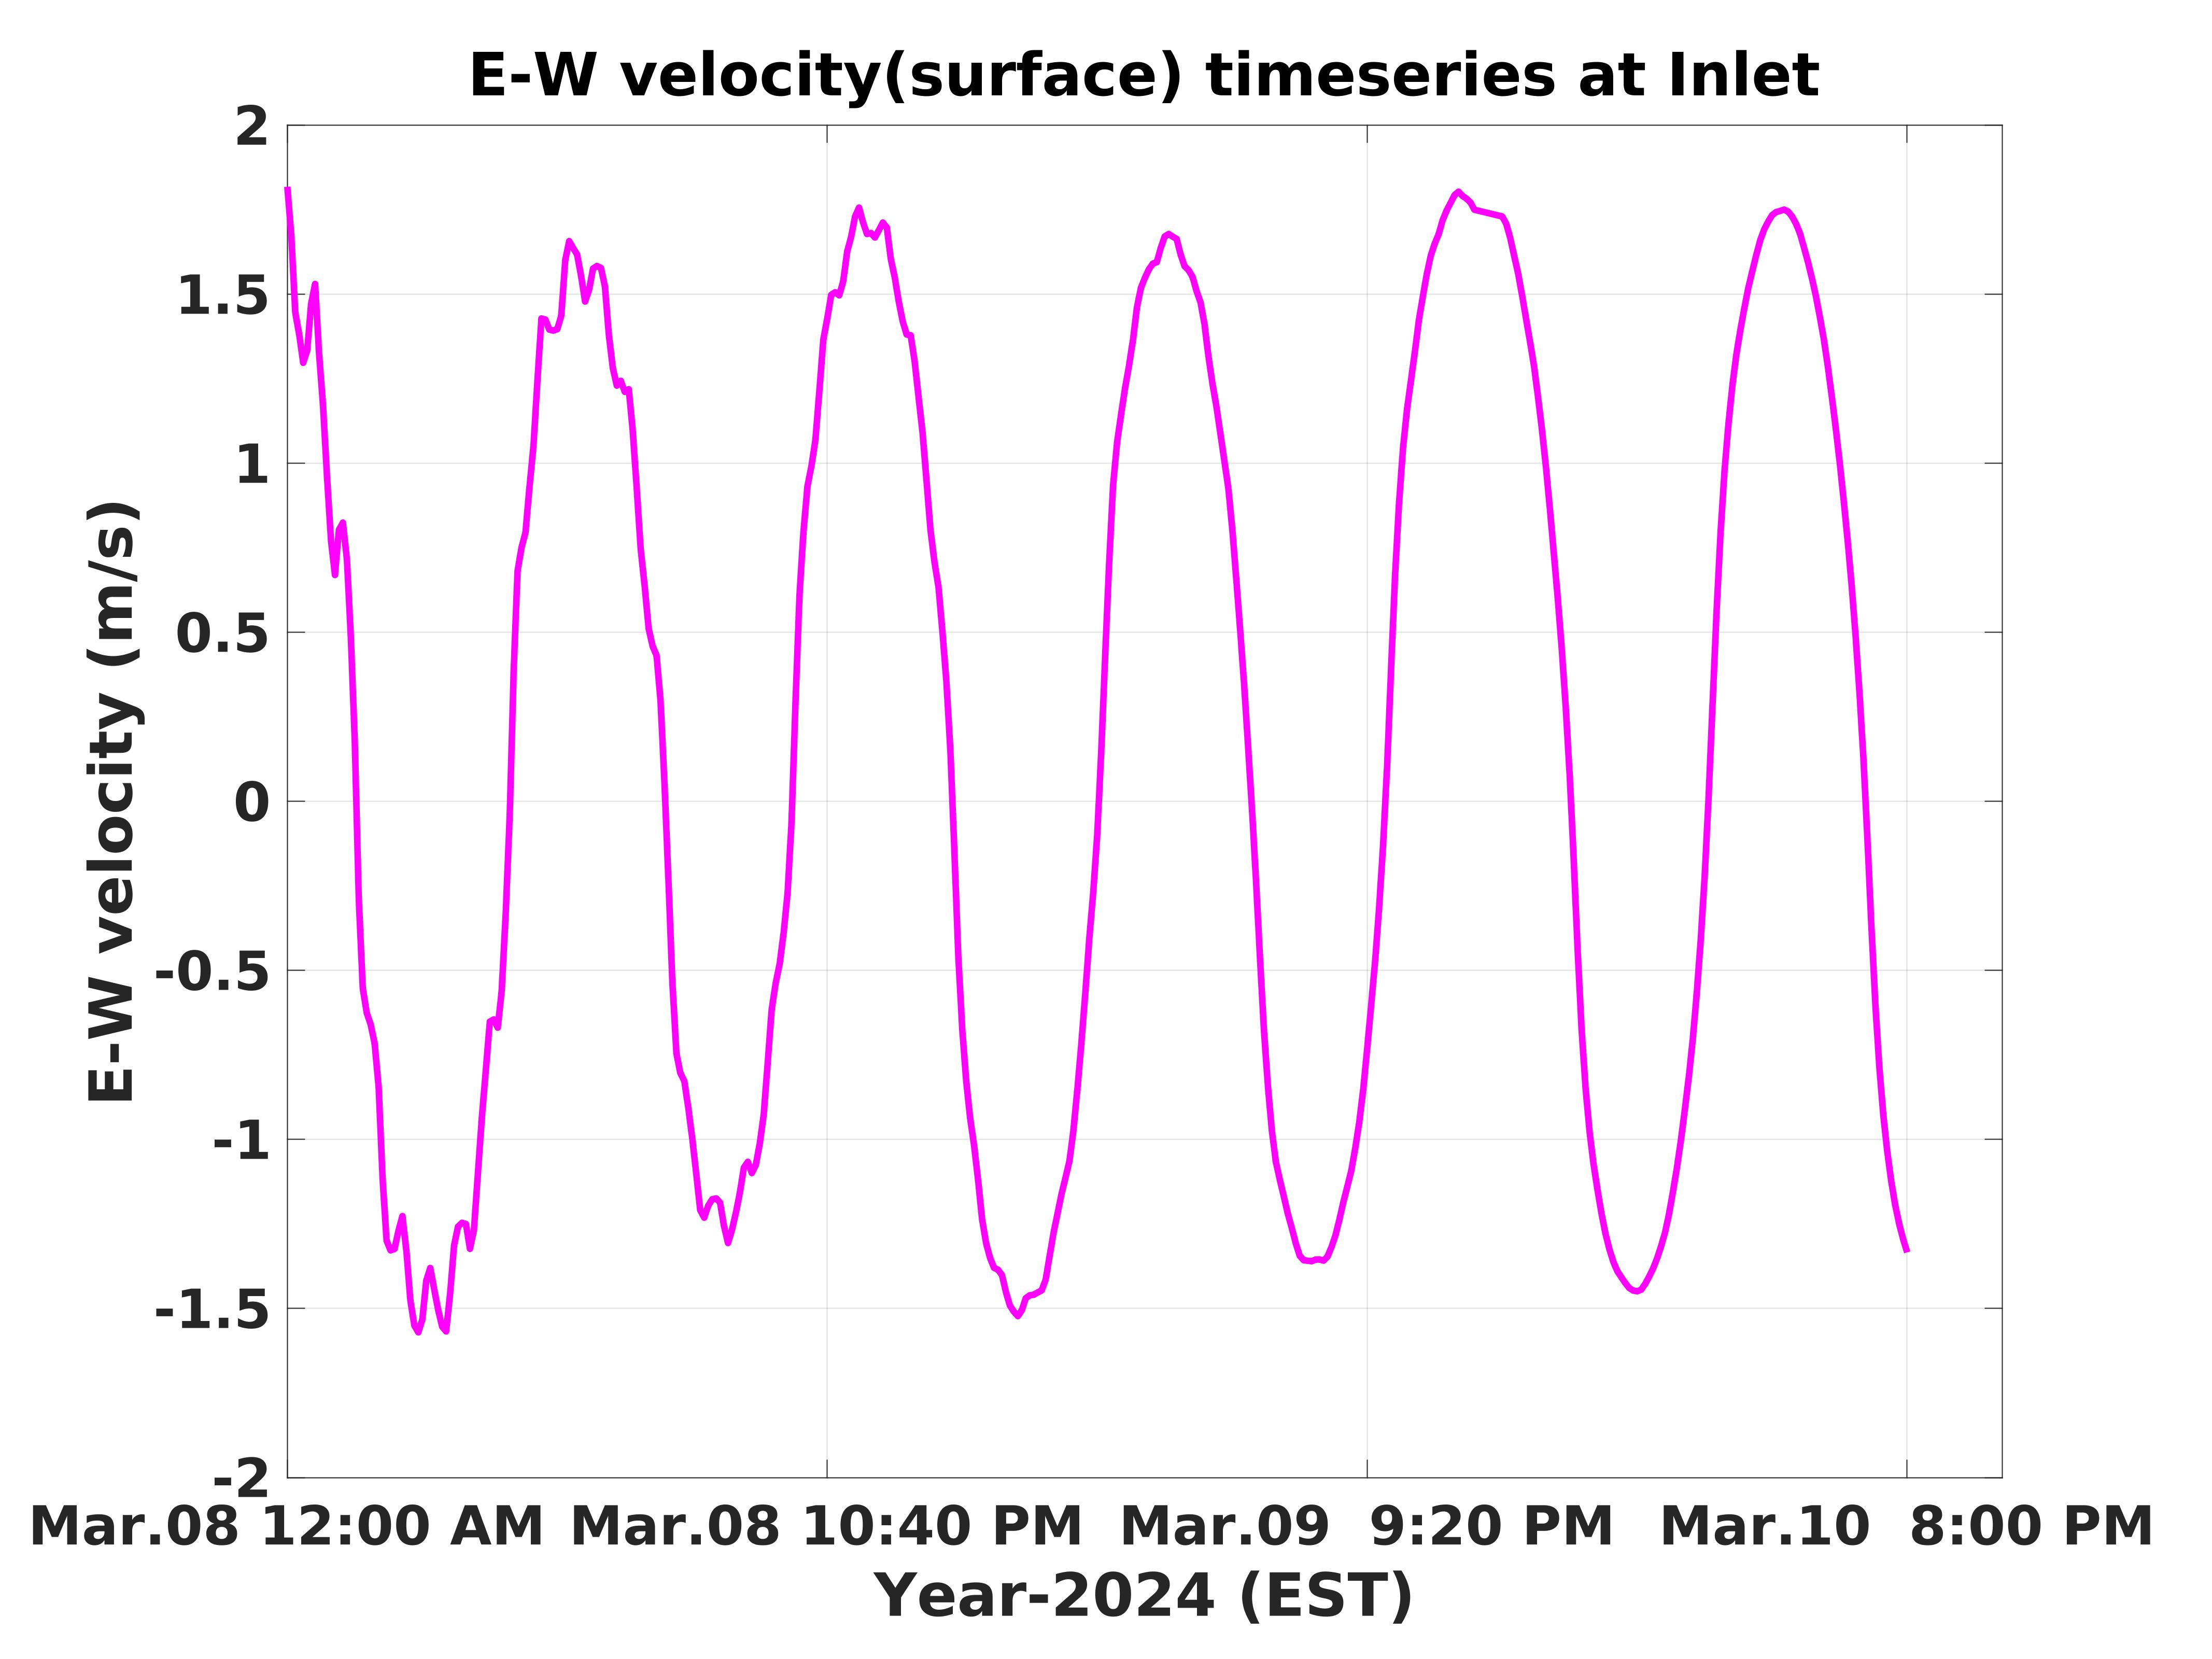 E-W velocity(surface) timeseries at Inlet
E-W velocity (m/s)
2
1.5
1
0.5
0
-0.5
-1
-1.5
-2
Mar.08 12:00 AM Mar.08 10:40 PM Mar.09 9:20 PM Mar.10 8:00 PM
Year-2024 (EST)